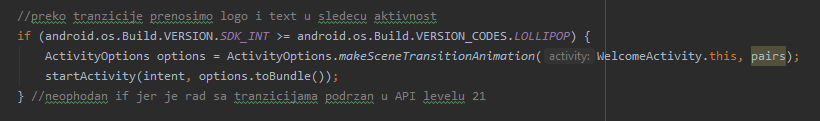 //preko tranzicije prenosimo logo i text u sledecu aktivnost
if (android.os.Build.VERSION.SDK_INT >= android.os.Build.VERSION_CODES.LOLLIPOP) {
ActivityOptions options = ActivityOptions.makeSceneTransitionAnimation( activity: WelcomeActivity.this, pairs);
startActivity(intent, options.toBundle());
} //neophodan if jer je rad sa tranzicijama podrzan u API levelu 21